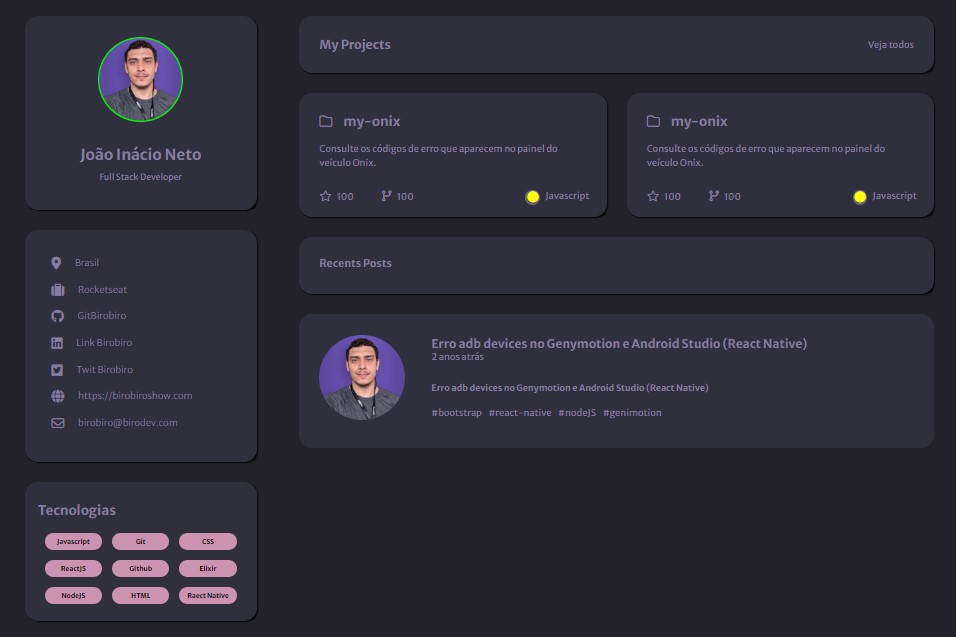 João Inácio Neto
Full Stack Developer
Brasil
Rocketseat
GitBirobiro
Link Birobiro
Twit Birobiro
https://birobiroshow.com
birobiro@birodev.com
Tecnologias
Javascript Git CSS
ReactJS Github Elixir
NodeJS HTML Raect Native
My Projects Veja todos
my-onix
Consulte os códigos de erro que aparecem no painel do
veículo Onix.
100 100 Javascript
my-onix
Consulte os códigos de erro que aparecem no painel do
veículo Onix.
100 100 Javascript
Recents Posts
Erro adb devices no Genymotion e Android Studio (React Native)
2 anos atrás
Erro adb devices no Genymotion e Android Studio (React Native)
#bootstrap #react-native #nodeJS #genimotion